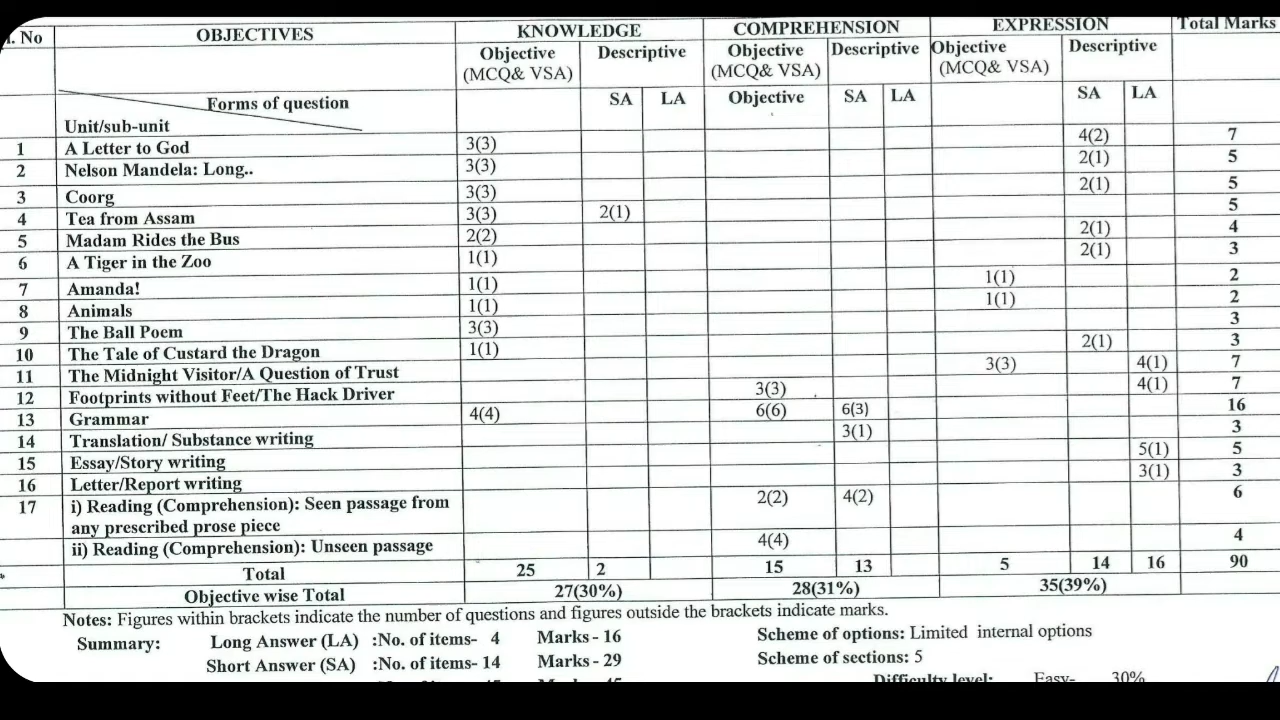 . No OBJECTIVES KNOWLEDGE COMPREHENSION EXPRESSION Total Marks
Objective (MCQ& VSA) Descriptive Objective (MCQ& VSA) Descriptive Objective (MCQ& VSA) Descriptive
Forms of question SA LA Objective SA LA SA LA
Unit/sub-unit
1 A Letter to God 3(3) 4(2) 7
2 Nelson Mandela: Long.. 3(3) 2(1) 5
3 Coorg 3(3) 2(1) 5
4 Tea from Assam 3(3) 2(1) 5
5 Madam Rides the Bus 2(2) 2(1) 4
6 A Tiger in the Zoo 1(1) 2(1) 3
7 Amanda! 1(1) 1(1) 2
8 Animals 1(1) 1(1) 2
9 The Ball Poem 3(3) 3
10 The Tale of Custard the Dragon 1(1) 2(1) 3
11 The Midnight Visitor/A Question of Trust 3(3) 4(1) 7
12 Footprints without Feet/The Hack Driver 3(3) 4(1) 7
13 Grammar 4(4) 6(6) 6(3) 16
14 Translation/ Substance writing 3(1) 3
15 Essay/Story writing 5(1) 5
16 Letter/Report writing 3(1) 3
17 i) Reading (Comprehension): Seen passage from 2(2) 4(2) 6
any prescribed prose piece
ii) Reading (Comprehension): Unseen passage 4(4) 4
Total 25 2 15 13 5 14 16 90
Objective wise Total 27(30%) 28(31%) 35(39%)
Notes: Figures within brackets indicate the number of questions and figures outside the brackets indicate marks.
Summary: Long Answer (LA) :No. of items- 4 Marks - 16 Scheme of options: Limited internal options
Short Answer (SA) :No. of items- 14 Marks - 29 Scheme of sections: 5
Difficulty level: Easy- 30%